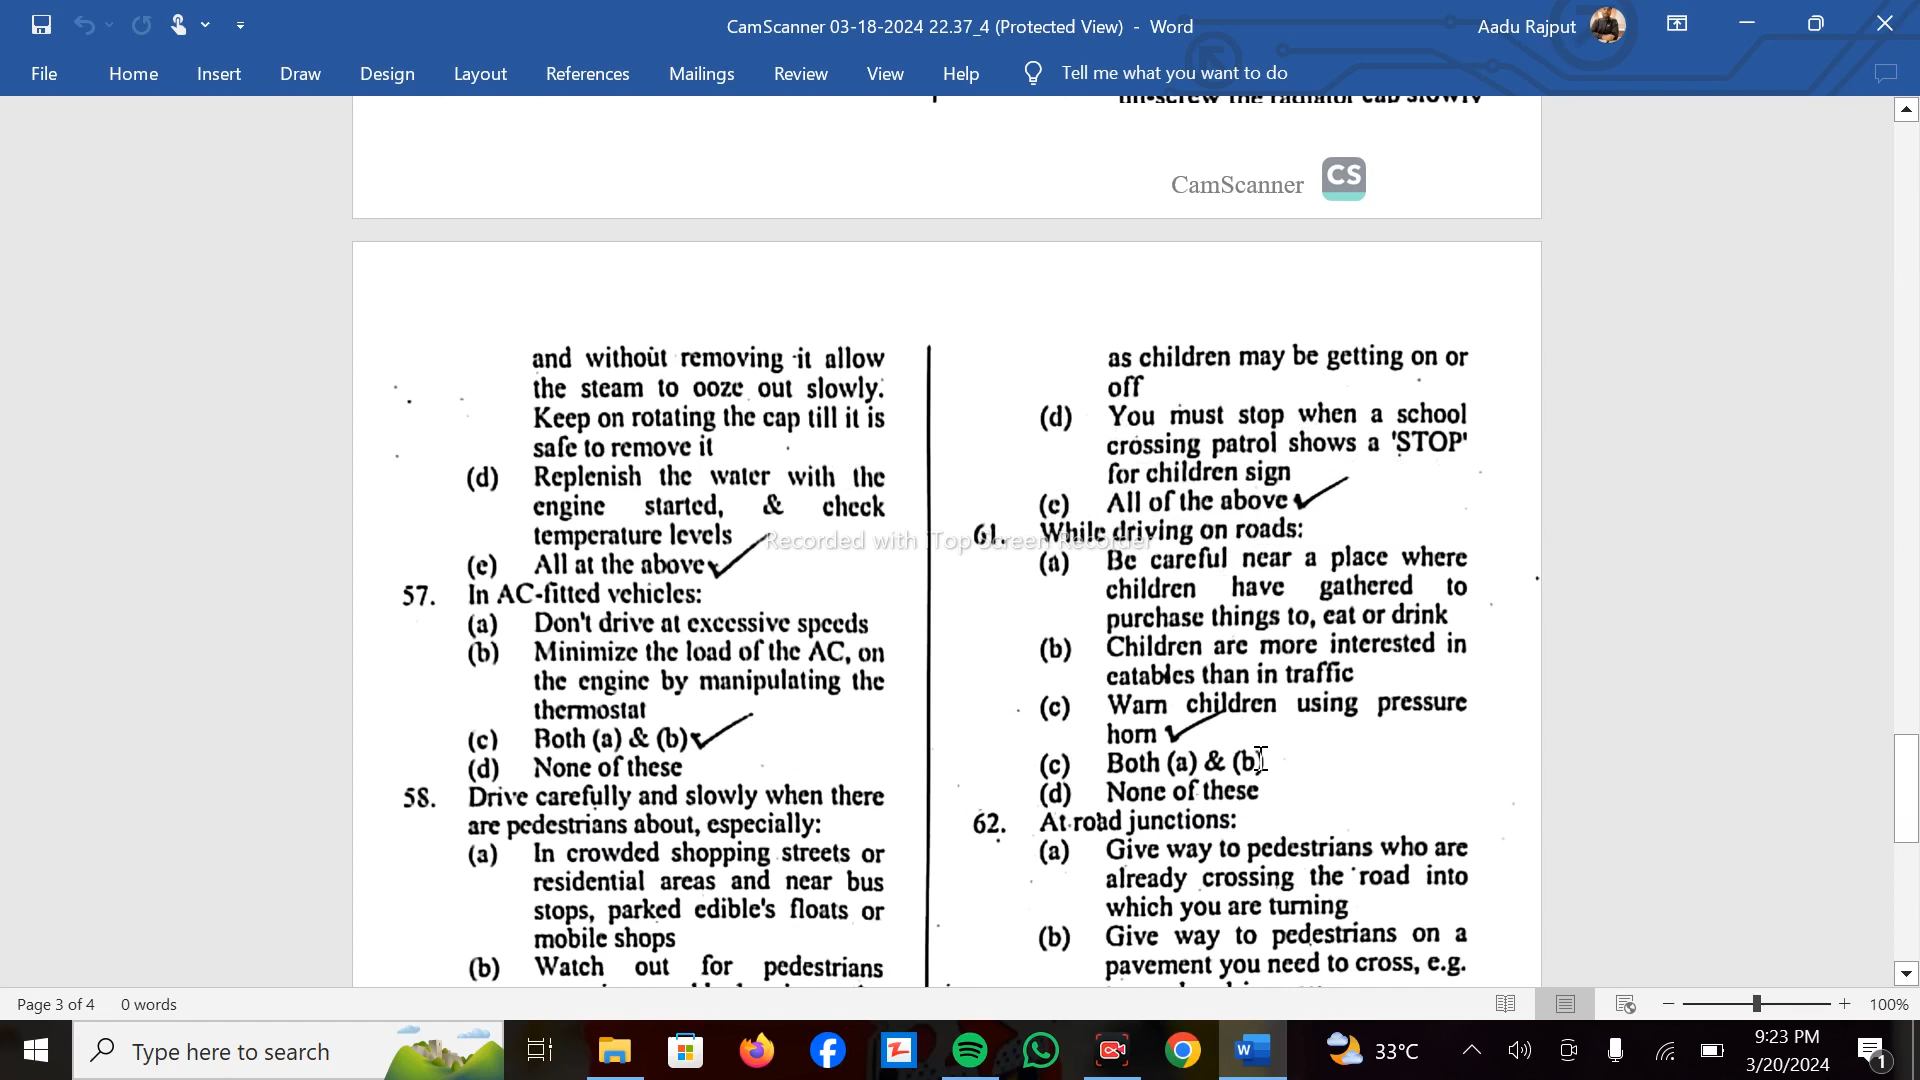 CamScanner 03-18-2024 22.37_4 (Protected View) - Word
Aadu Rajput
File Home Insert Draw Design Layout References Mailings Review View Help Tell me what you want to do
un-screw the radiator cap slowly
CamScanner CS
and without removing it allow
the steam to ooze out slowly.
Keep on rotating the cap till it is
safe to remove it
(d) Replenish the water with the
engine started, & check
temperature levels
(e) All at the above
57. In AC-fitted vehicles:
(a) Don't drive at excessive speeds
(b) Minimize the load of the AC, on
the engine by manipulating the
thermostat
(c) Both (a) & (b)
(d) None of these
58. Drive carefully and slowly when there
are pedestrians about, especially:
(a) In crowded shopping streets or
residential areas and near bus
stops, parked edible's floats or
mobile shops
(b) Watch out for pedestrians
as children may be getting on or
off
(d) You must stop when a school
crossing patrol shows a 'STOP'
for children sign
(e) All of the above
61. While driving on roads:
(a) Be careful near a place where
children have gathered to
purchase things to, eat or drink
(b) Children are more interested in
eatables than in traffic
(c) Warn children using pressure
horn
(c) Both (a) & (b)
(d) None of these
62. At road junctions:
(a) Give way to pedestrians who are
already crossing the road into
which you are turning
(b) Give way to pedestrians on a
pavement you need to cross, e.g.
Recorded with iTop Screen Recorder
Page 3 of 4 0 words
100%
Type here to search
33°C
9:23 PM
3/20/2024
1